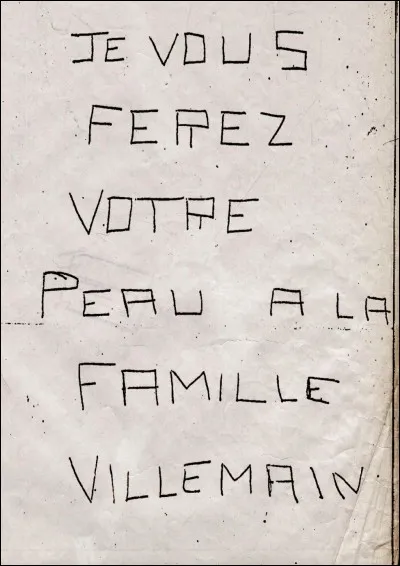 JE VOUS
FEREZ
VOTRE
PEAU A LA
FAMILLE
VILLEMAIN